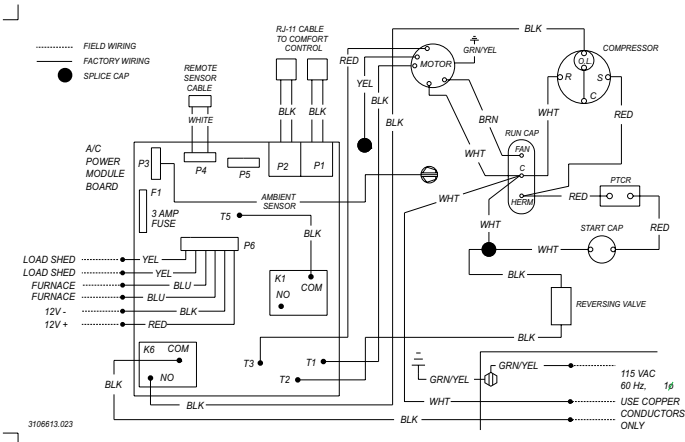 FIELD WIRING
FACTORY WIRING
SPLICE CAP
RJ-11 CABLE
TO COMFORT
CONTROL
REMOTE
SENSOR
CABLE
WHITE
BLK
BLK
RED
YEL
BLK
BLK
MOTOR
GRN/YEL
BLK
COMPRESSOR
O.L.
R
S
C
WHT
RED
BRN
WHT
RUN CAP
FAN
C
HERM
PTCR
RED
RED
START CAP
WHT
WHT
WHT
BLK
REVERSING VALVE
A/C
POWER
MODULE
BOARD
P3
P4
P5
P2
P1
F1
3 AMP
FUSE
AMBIENT
SENSOR
T5
BLK
P6
K1
NO
COM
LOAD SHED
YEL
LOAD SHED
YEL
FURNACE
BLU
FURNACE
BLU
12V -
BLK
12V +
RED
K6
COM
NO
T3
T1
T2
BLK
BLK
BLK
BLK
GRN/YEL
GRN/YEL
WHT
115 VAC
60 Hz, 1ø
USE COPPER
CONDUCTORS
ONLY
3106613.023